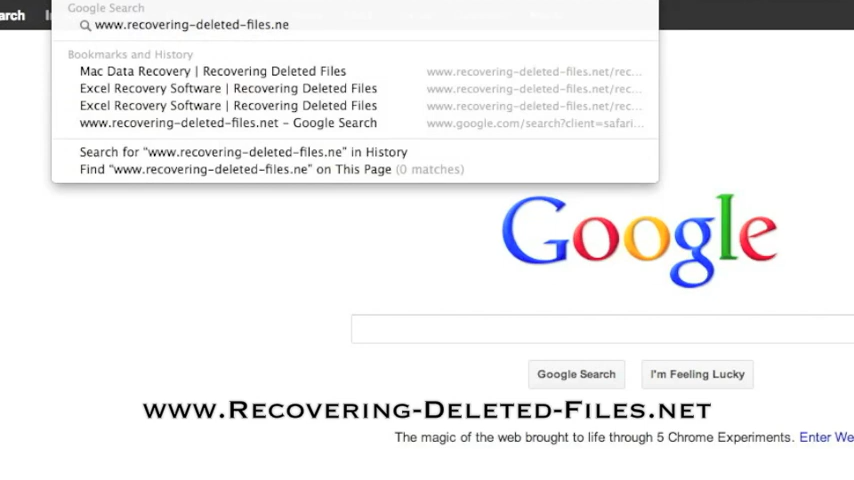 arch
Google Search
www.recovering-deleted-files.ne
Bookmarks and History
Mac Data Recovery | Recovering Deleted Files www.recovering-deleted-files.net/rec...
Excel Recovery Software | Recovering Deleted Files www.recovering-deleted-files.net/rec...
Excel Recovery Software | Recovering Deleted Files www.recovering-deleted-files.net/rec...
www.recovering-deleted-files.net – Google Search www.google.com/search?client=safari...
Search for “www.recovering-deleted-files.ne” in History
Find “www.recovering-deleted-files.ne” on This Page (0 matches)
Google
Google Search I'm Feeling Lucky
www.Recovering-Deleted-Files.net
The magic of the web brought to life through 5 Chrome Experiments. Enter We